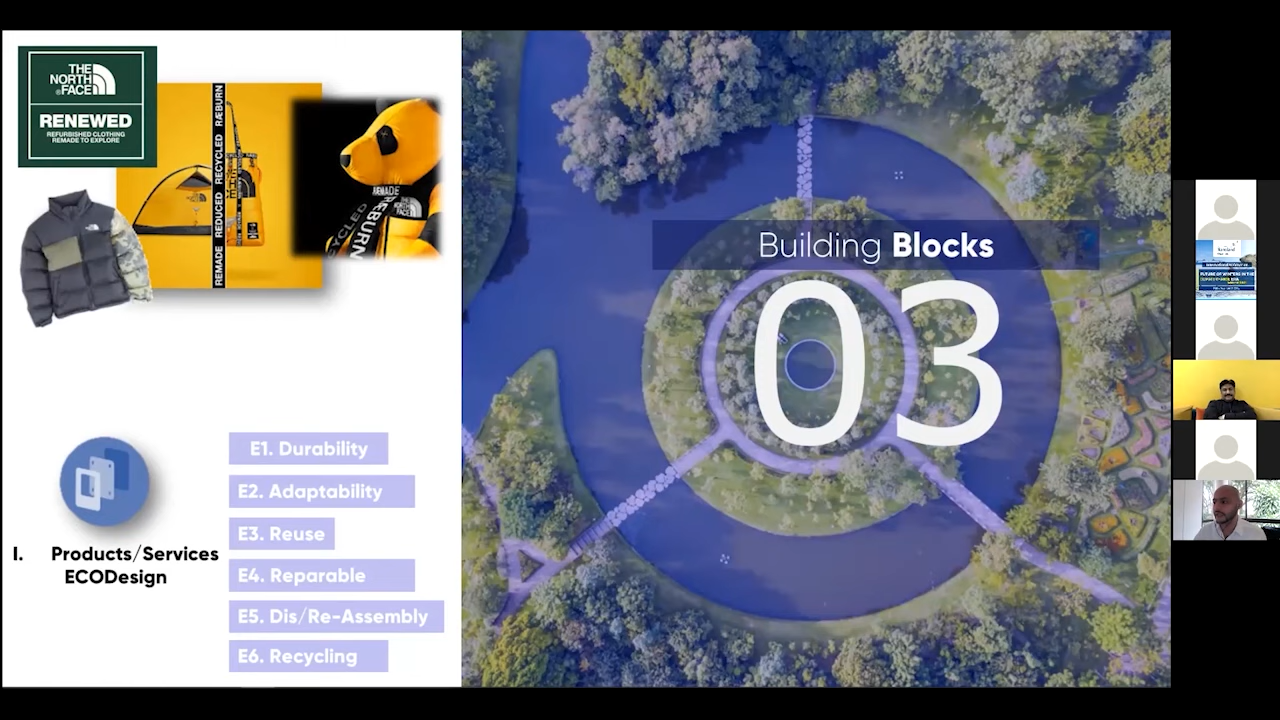 THE
NORTH
FACE
RENEWED
REFURBISHED CLOTHING
REMADE TO EXPLORE
REMADE REDUCED RECYCLED RÆBURN
REMADE
RÆBURN
Building Blocks
03
I. Products/Services
ECODesign
E1. Durability
E2. Adaptability
E3. Reuse
E4. Reparable
E5. Dis/Re-Assembly
E6. Recycling